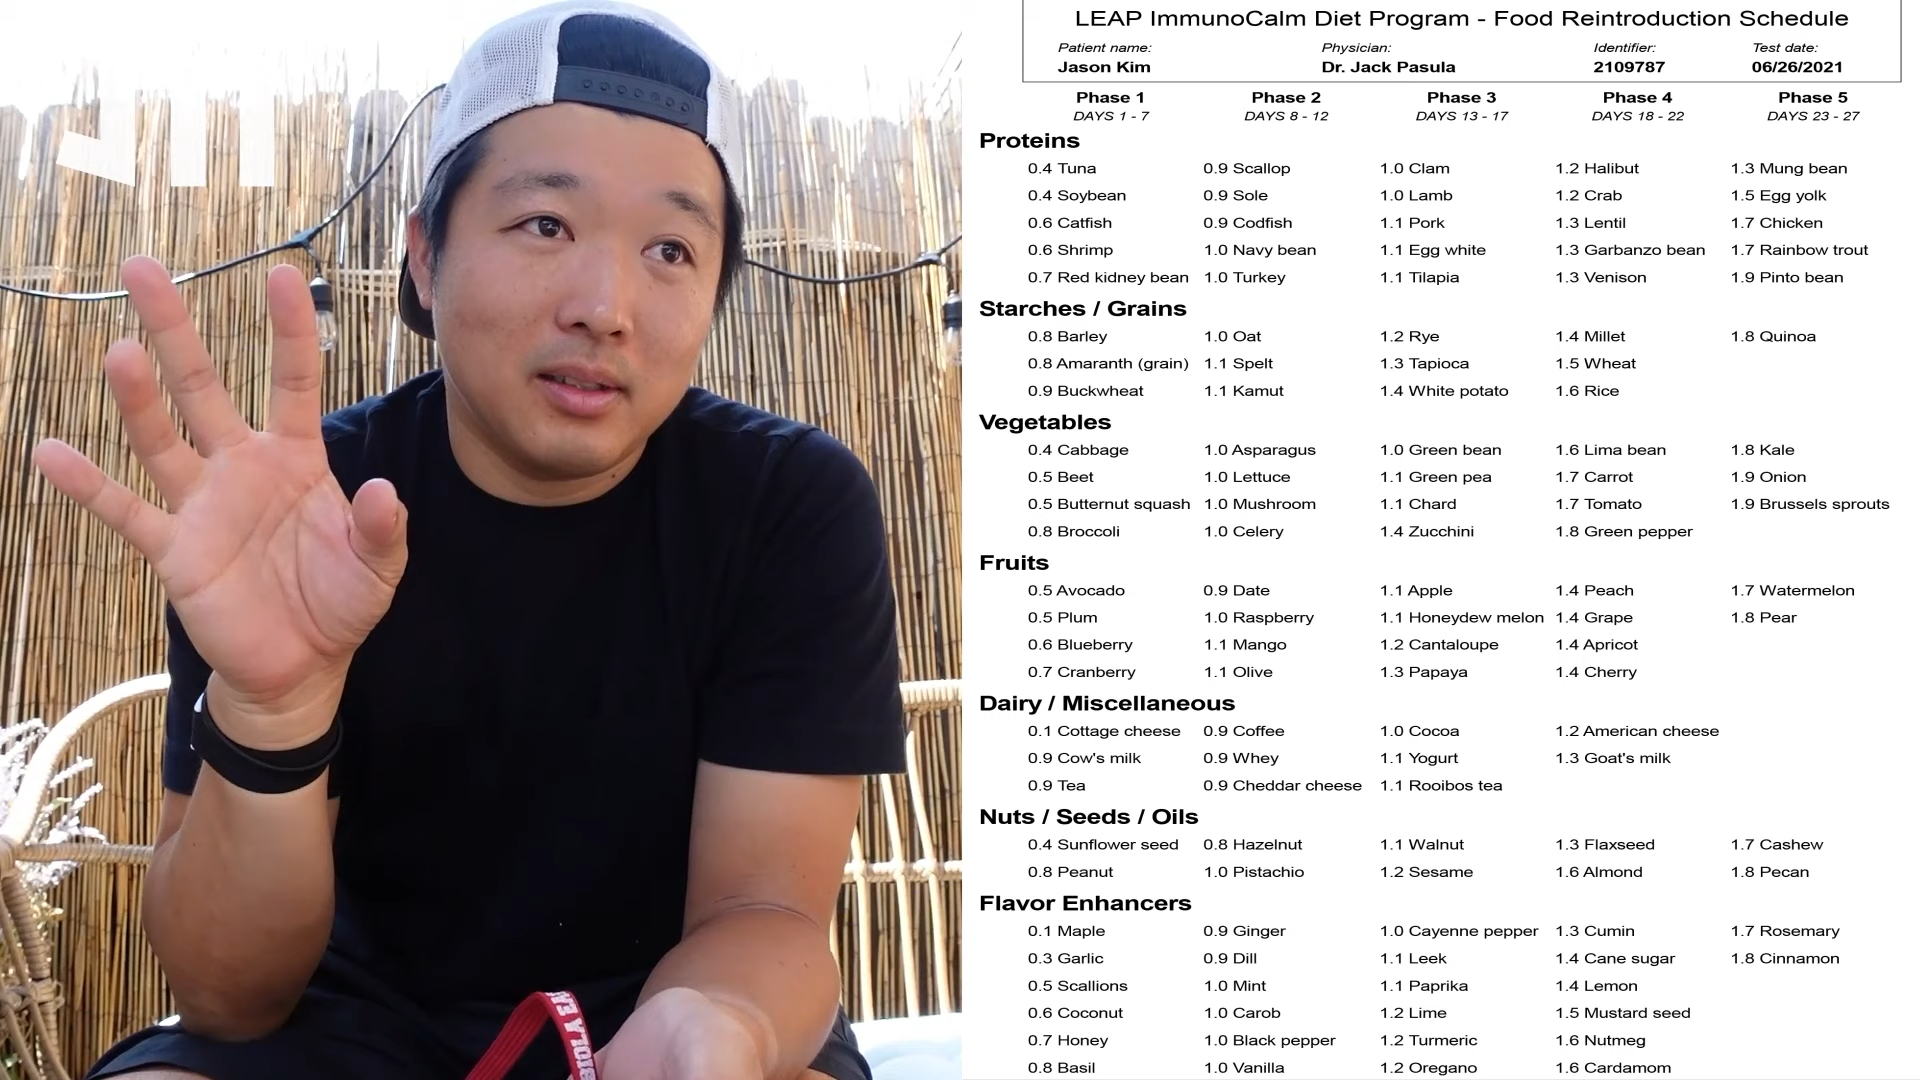 LEAP ImmunoCalm Diet Program - Food Reintroduction Schedule
Patient name: Physician: Identifier: Test date:
Jason Kim Dr. Jack Pasula 2109787 06/26/2021
Phase 1 Phase 2 Phase 3 Phase 4 Phase 5
DAYS 1 - 7 DAYS 8 - 12 DAYS 13 - 17 DAYS 18 - 22 DAYS 23 - 27
Proteins
0.4 Tuna 0.9 Scallop 1.0 Clam 1.2 Halibut 1.3 Mung bean
0.4 Soybean 0.9 Sole 1.0 Lamb 1.2 Crab 1.5 Egg yolk
0.6 Catfish 0.9 Codfish 1.1 Pork 1.3 Lentil 1.7 Chicken
0.6 Shrimp 1.0 Navy bean 1.1 Egg white 1.3 Garbanzo bean 1.7 Rainbow trout
0.7 Red kidney bean 1.0 Turkey 1.1 Tilapia 1.3 Venison 1.9 Pinto bean
Starches / Grains
0.8 Barley 1.0 Oat 1.2 Rye 1.4 Millet 1.8 Quinoa
0.8 Amaranth (grain) 1.1 Spelt 1.3 Tapioca 1.5 Wheat
0.9 Buckwheat 1.1 Kamut 1.4 White potato 1.6 Rice
Vegetables
0.4 Cabbage 1.0 Asparagus 1.0 Green bean 1.6 Lima bean 1.8 Kale
0.5 Beet 1.0 Lettuce 1.1 Green pea 1.7 Carrot 1.9 Onion
0.5 Butternut squash 1.0 Mushroom 1.1 Chard 1.7 Tomato 1.9 Brussels sprouts
0.8 Broccoli 1.0 Celery 1.4 Zucchini 1.8 Green pepper
Fruits
0.5 Avocado 0.9 Date 1.1 Apple 1.4 Peach 1.7 Watermelon
0.5 Plum 1.0 Raspberry 1.1 Honeydew melon 1.4 Grape 1.8 Pear
0.6 Blueberry 1.1 Mango 1.2 Cantaloupe 1.4 Apricot
0.7 Cranberry 1.1 Olive 1.3 Papaya 1.4 Cherry
Dairy / Miscellaneous
0.1 Cottage cheese 0.9 Coffee 1.0 Cocoa 1.2 American cheese
0.9 Cow's milk 0.9 Whey 1.1 Yogurt 1.3 Goat's milk
0.9 Tea 0.9 Cheddar cheese 1.1 Rooibos tea
Nuts / Seeds / Oils
0.4 Sunflower seed 0.8 Hazelnut 1.1 Walnut 1.3 Flaxseed 1.7 Cashew
0.8 Peanut 1.0 Pistachio 1.2 Sesame 1.6 Almond 1.8 Pecan
Flavor Enhancers
0.1 Maple 0.9 Ginger 1.0 Cayenne pepper 1.3 Cumin 1.7 Rosemary
0.3 Garlic 0.9 Dill 1.1 Leek 1.4 Cane sugar 1.8 Cinnamon
0.5 Scallions 1.0 Mint 1.1 Paprika 1.4 Lemon
0.6 Coconut 1.0 Carob 1.2 Lime 1.5 Mustard seed
0.7 Honey 1.0 Black pepper 1.2 Turmeric 1.6 Nutmeg
0.8 Basil 1.0 Vanilla 1.2 Oregano 1.6 Cardamom